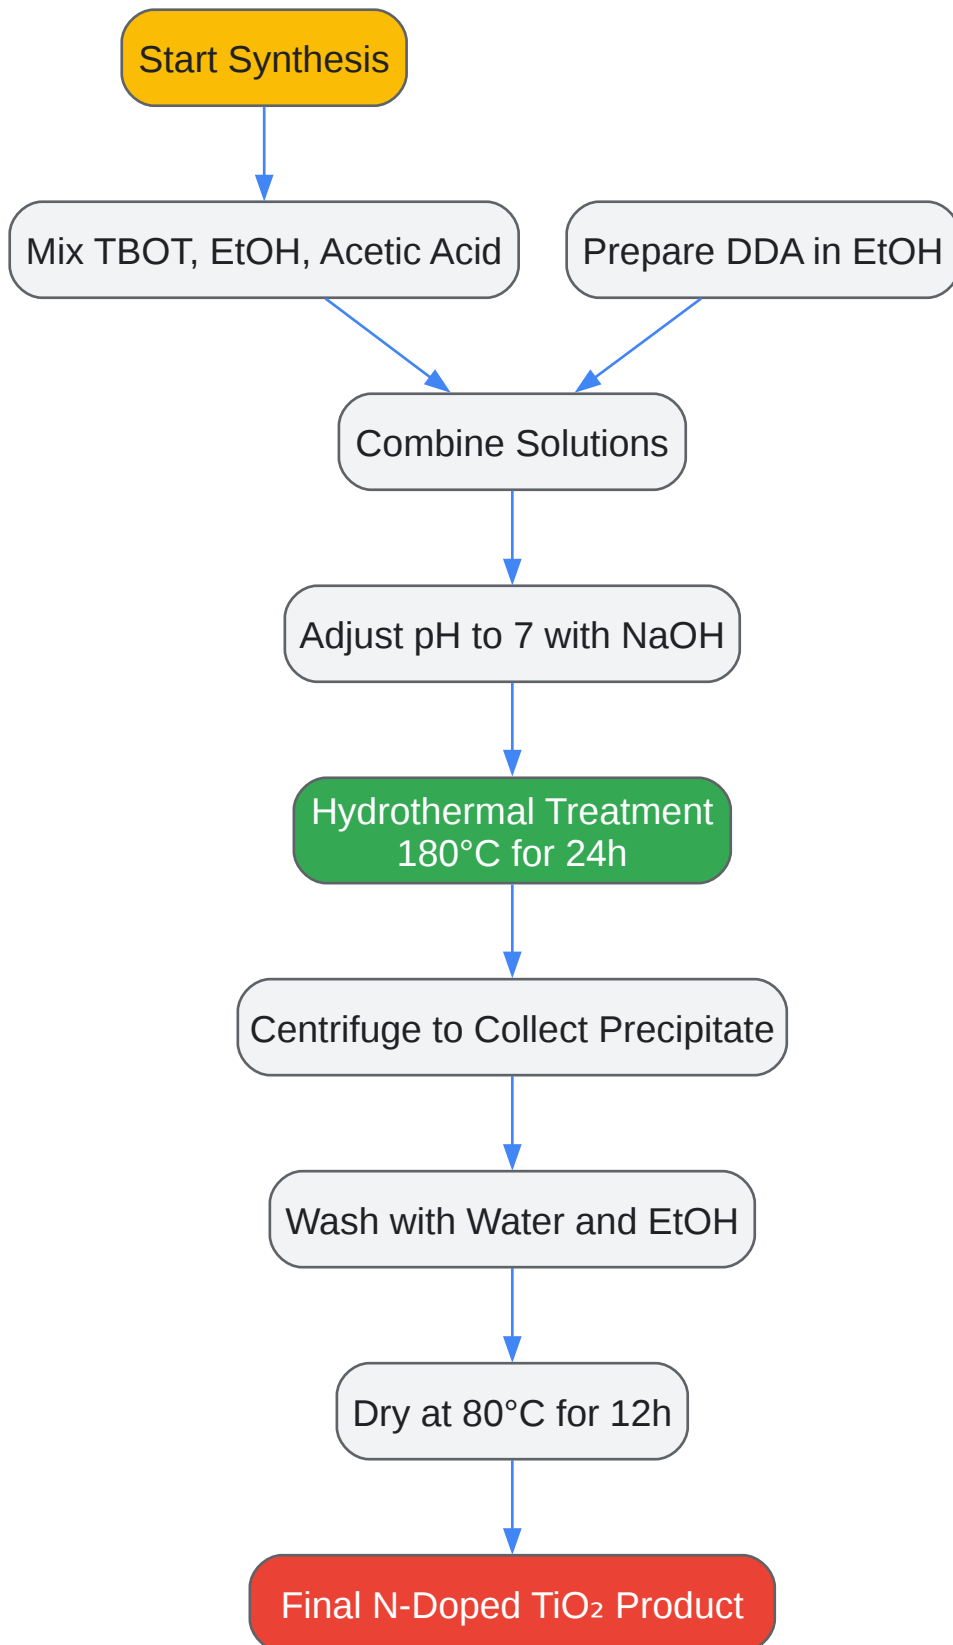 Start Synthesis
Mix TBOT, EtOH, Acetic Acid
Prepare DDA in EtOH
Combine Solutions
Adjust pH to 7 with NaOH
Hydrothermal Treatment
180°C for 24h
Centrifuge to Collect Precipitate
Wash with Water and EtOH
Dry at 80°C for 12h
Final N-Doped TiO₂ Product